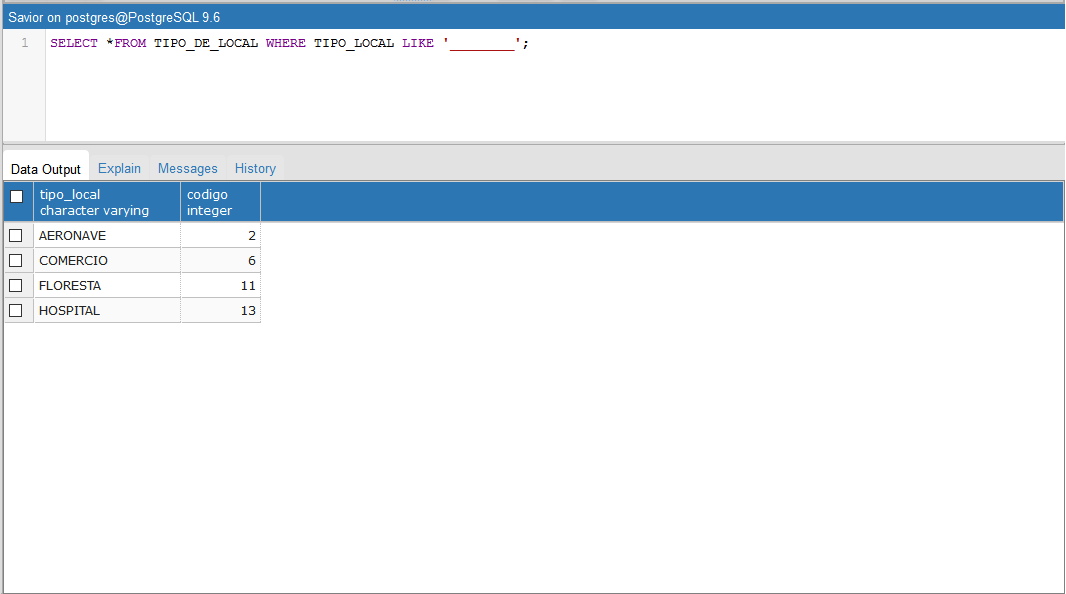 Savior on postgres@PostgreSQL 9.6
1 SELECT *FROM TIPO_DE_LOCAL WHERE TIPO_LOCAL LIKE '________';
Data Output Explain Messages History
tipo_local codigo
character varying integer
AERONAVE 2
COMERCIO 6
FLORESTA 11
HOSPITAL 13